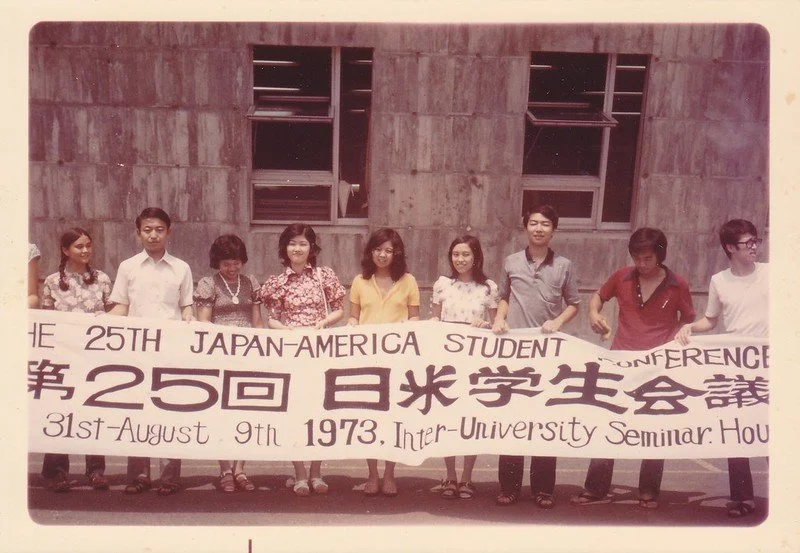 HE 25TH JAPAN-AMERICA STUDENT CONFERENCE
第25回 日米学生会議
31st-August 9th 1973. Inter-University Seminar Hou